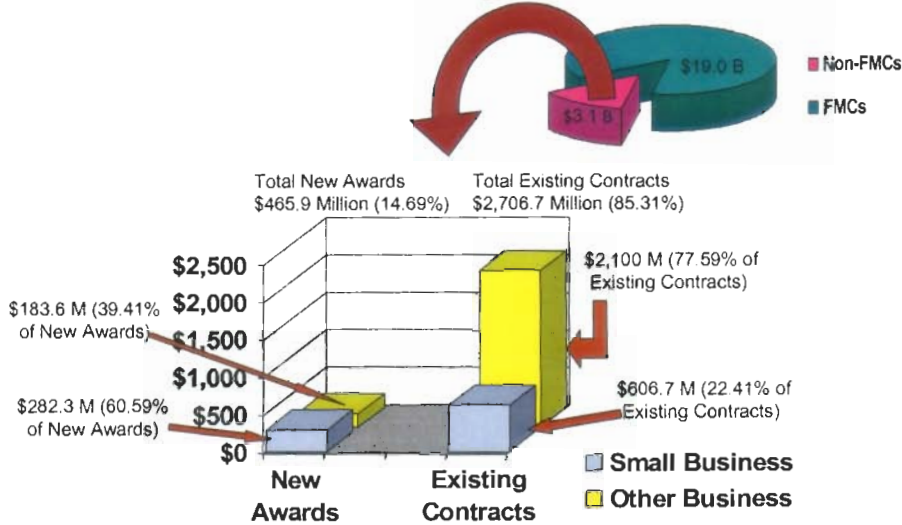 $19.0 B
$3.1 B
Non-FMCs
FMCs
Total New Awards
$465.9 Million (14.69%)
Total Existing Contracts
$2,706.7 Million (85.31%)
$2,500
$2,000
$1,500
$1,000
$500
$0
$183.6 M (39.41%
of New Awards)
$282.3 M (60.59%
of New Awards)
$2,100 M (77.59% of
Existing Contracts)
$606.7 M (22.41% of
Existing Contracts)
New
Awards
Existing
Contracts
Small Business
Other Business